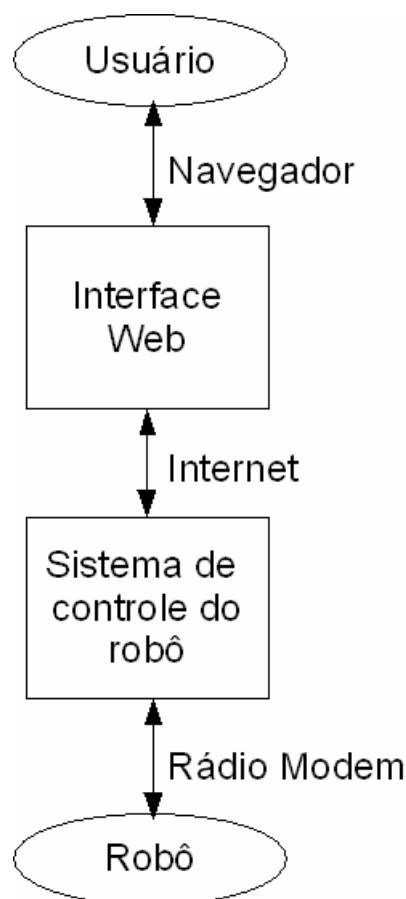 Usuário
Navegador
Interface
Web
Internet
Sistema de
controle do
robô
Rádio Modem
Robô